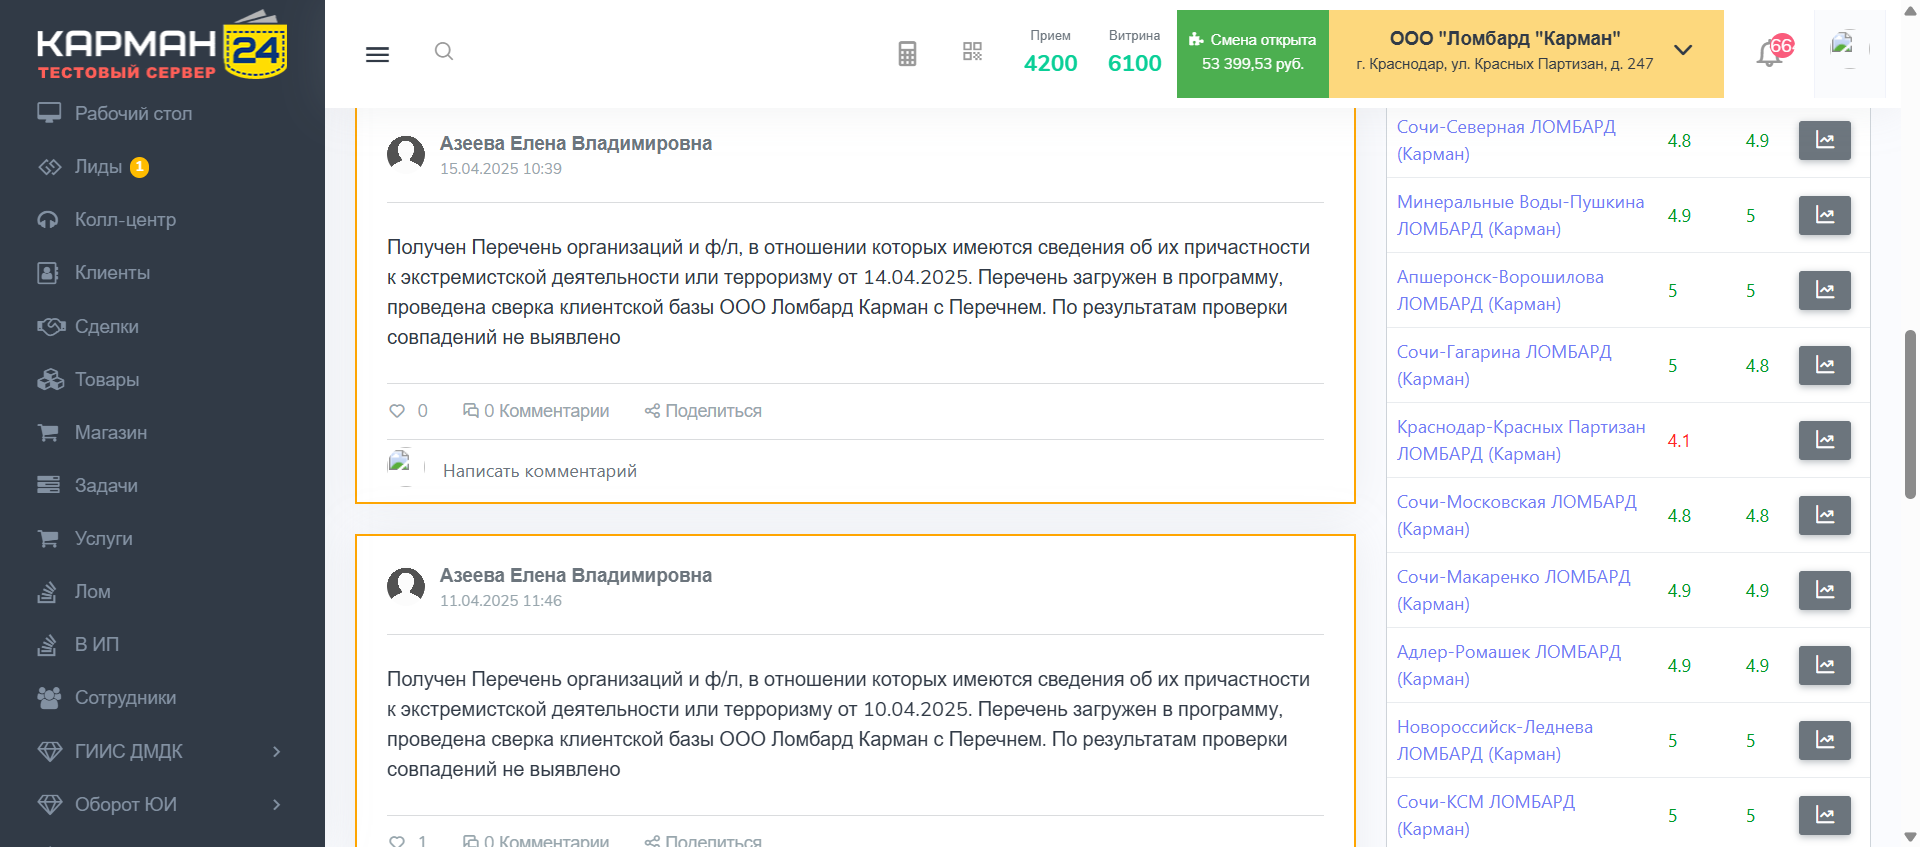 КАРМАН 24
ТЕСТОВЫЙ СЕРВЕР
Рабочий стол
Лиды 1
Колл-центр
Клиенты
Сделки
Товары
Магазин
Задачи
Услуги
Лом
В ИП
Сотрудники
ГИИС ДМДК
Оборот ЮИ
Прием
4200
Витрина
6100
Смена открыта
53 399,53 руб.
ООО "Ломбард "Карман"
г. Краснодар, ул. Красных Партизан, д. 247
Азеева Елена Владимировна
15.04.2025 10:39
Получен Перечень организаций и ф/л, в отношении которых имеются сведения об их причастности
к экстремистской деятельности или терроризму от 14.04.2025. Перечень загружен в программу,
проведена сверка клиентской базы ООО Ломбард Карман с Перечнем. По результатам проверки
совпадений не выявлено
0 0 Комментарии Поделиться
Написать комментарий
Азеева Елена Владимировна
11.04.2025 11:46
Получен Перечень организаций и ф/л, в отношении которых имеются сведения об их причастности
к экстремистской деятельности или терроризму от 10.04.2025. Перечень загружен в программу,
проведена сверка клиентской базы ООО Ломбард Карман с Перечнем. По результатам проверки
совпадений не выявлено
1 0 Комментарии Поделиться
Сочи-Северная ЛОМБАРД
(Карман)
4.8 4.9
Минеральные Воды-Пушкина
ЛОМБАРД (Карман)
4.9 5
Апшеронск-Ворошилова
ЛОМБАРД (Карман)
5 5
Сочи-Гагарина ЛОМБАРД
(Карман)
5 4.8
Краснодар-Красных Партизан
ЛОМБАРД (Карман)
4.1
Сочи-Московская ЛОМБАРД
(Карман)
4.8 4.8
Сочи-Макаренко ЛОМБАРД
(Карман)
4.9 4.9
Адлер-Ромашек ЛОМБАРД
(Карман)
4.9 4.9
Новороссийск-Леднева
ЛОМБАРД (Карман)
5 5
Сочи-КСМ ЛОМБАРД
(Карман)
5 5